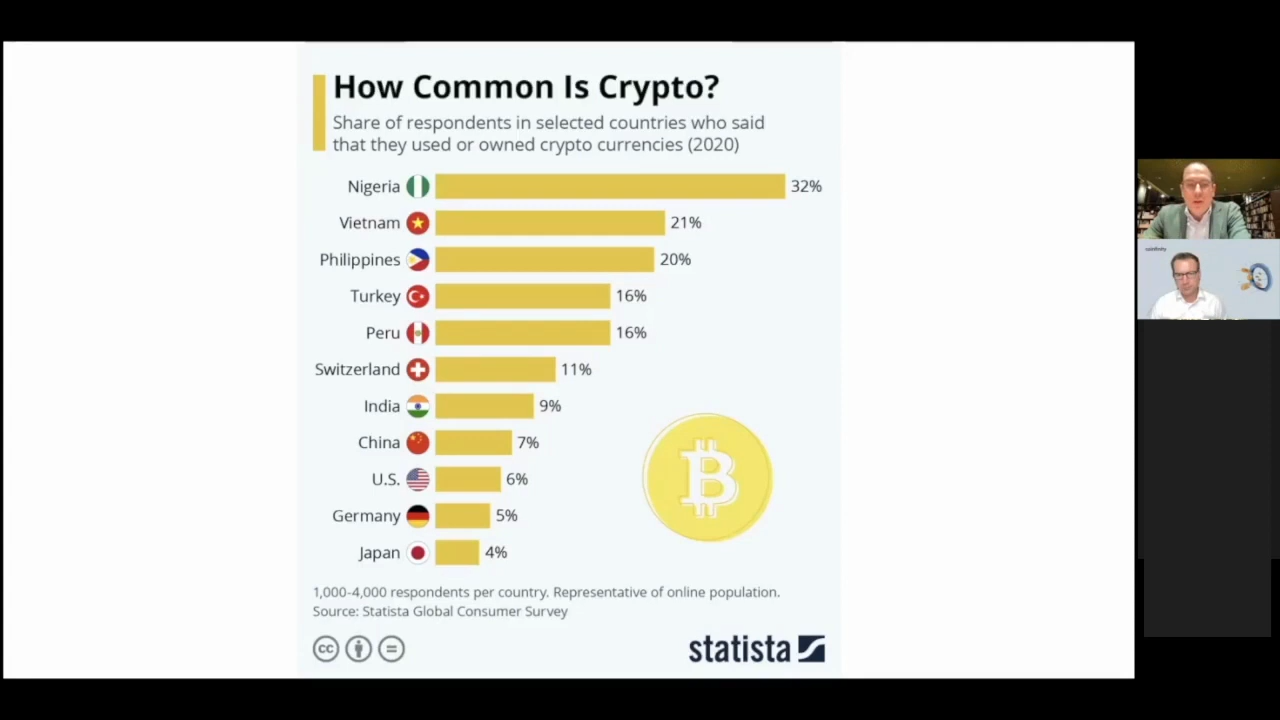 How Common Is Crypto?
Share of respondents in selected countries who said
that they used or owned crypto currencies (2020)
Nigeria 32%
Vietnam 21%
Philippines 20%
Turkey 16%
Peru 16%
Switzerland 11%
India 9%
China 7%
U.S. 6%
Germany 5%
Japan 4%
1,000-4,000 respondents per country. Representative of online population.
Source: Statista Global Consumer Survey
cc
statista
coinfinity